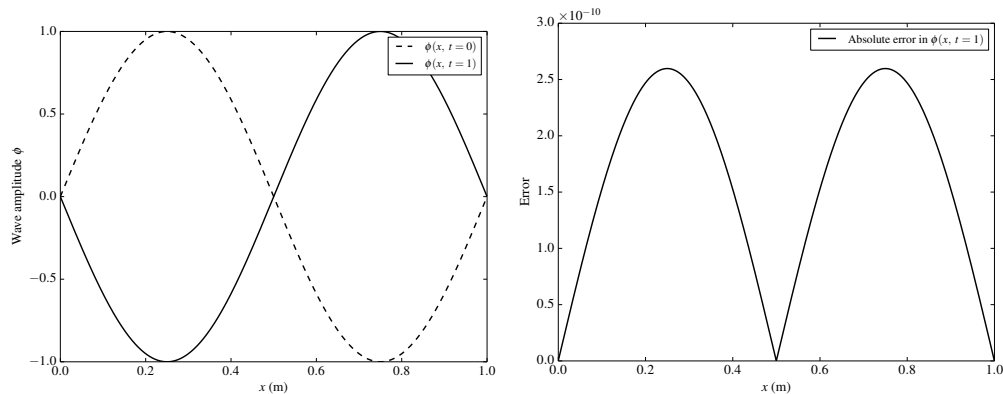 1.0
0.5
0.0
−0.5
−1.0
Wave amplitude ϕ
ϕ(x, t = 0)
ϕ(x, t = 1)
0.0 0.2 0.4 0.6 0.8 1.0
x (m)
3.0 ×10⁻¹⁰
2.5
2.0
1.5
1.0
0.5
0.0
Error
Absolute error in ϕ(x, t = 1)
0.0 0.2 0.4 0.6 0.8 1.0
x (m)